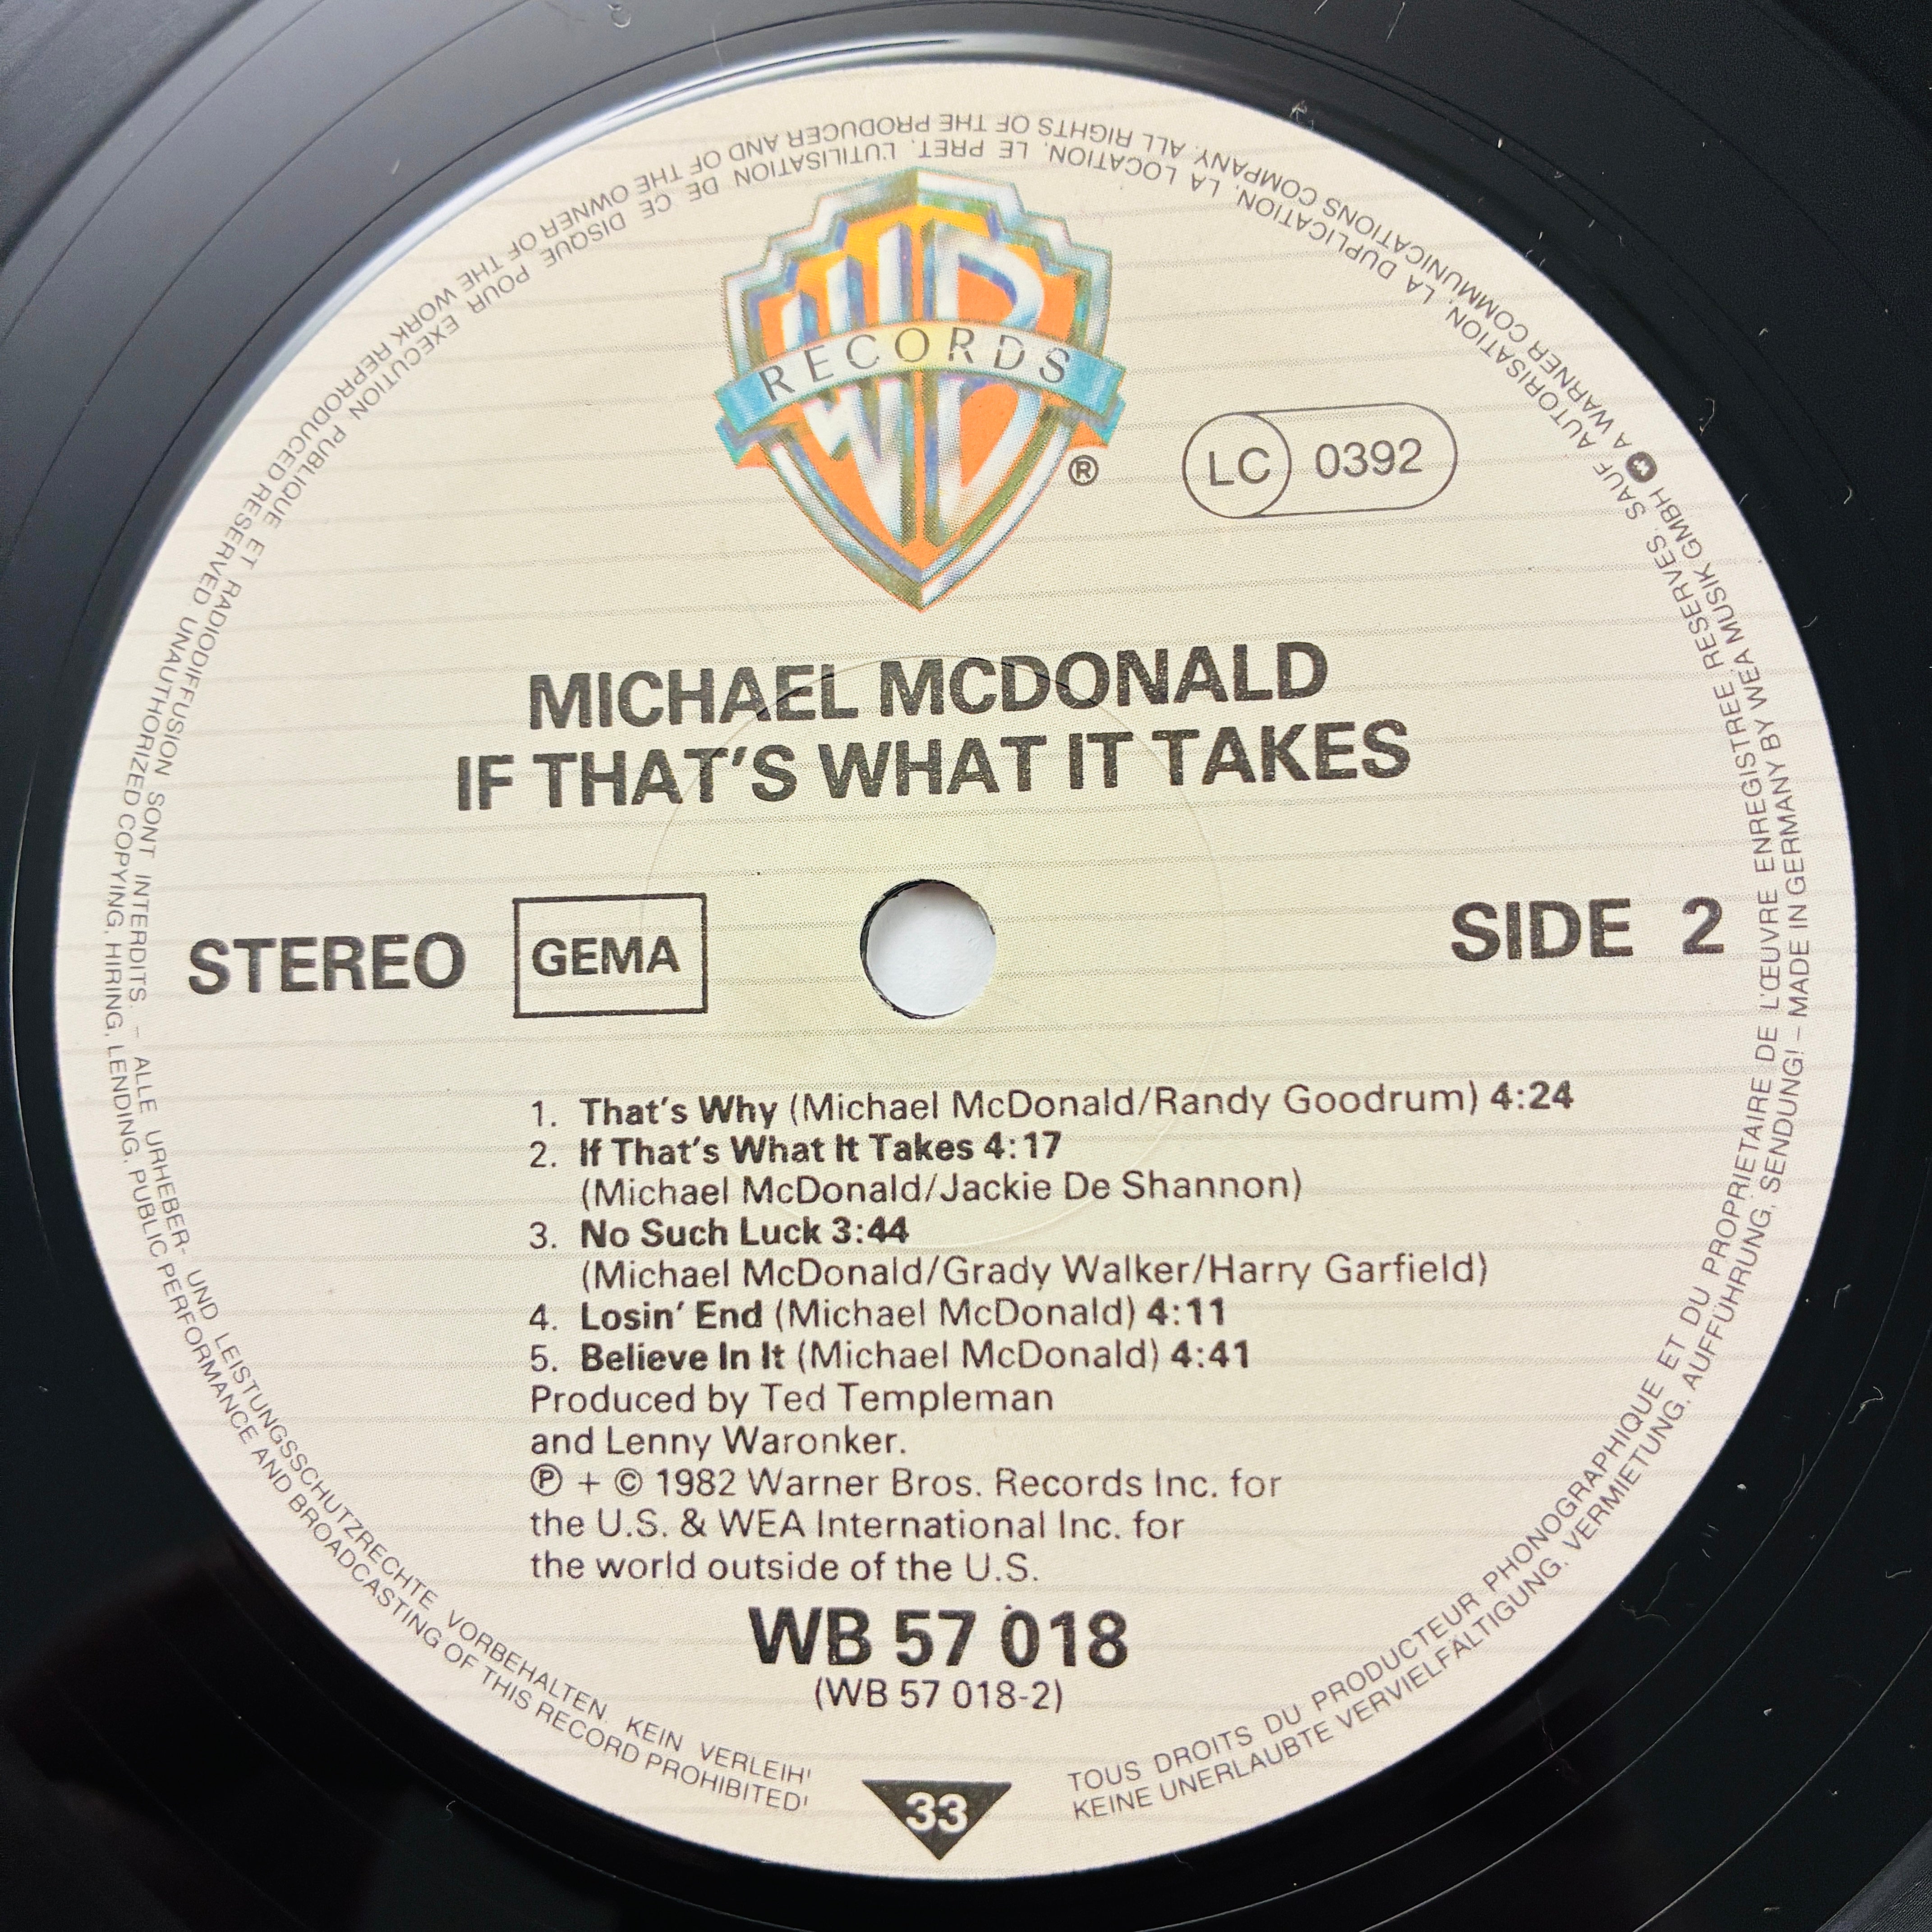 WB
RECORDS
®
LC 0392
MICHAEL MCDONALD
IF THAT'S WHAT IT TAKES
STEREO GEMA SIDE 2
1. That's Why (Michael McDonald/Randy Goodrum) 4:24
2. If That's What It Takes 4:17
(Michael McDonald/Jackie De Shannon)
3. No Such Luck 3:44
(Michael McDonald/Grady Walker/Harry Garfield)
4. Losin' End (Michael McDonald) 4:11
5. Believe In It (Michael McDonald) 4:41
Produced by Ted Templeman
and Lenny Waronker.
℗ + © 1982 Warner Bros. Records Inc. for
the U.S. & WEA International Inc. for
the world outside of the U.S.
WB 57 018
(WB 57 018-2)
33
TOUS DROITS DU PRODUCTEUR PHONOGRAPHIQUE ET DU PROPRIETAIRE DE L'ŒUVRE ENREGISTREE RESERVES. SAUF AUTORISATION, LA DUPLICATION, LA LOCATION, LE PRET, L'UTILISATION DE CE DISQUE POUR EXECUTION PUBLIQUE ET RADIODIFFUSION SONT INTERDITS. – ALLE URHEBER- UND LEISTUNGSSCHUTZRECHTE VORBEHALTEN. KEIN VERLEIH!
KEINE UNERLAUBTE VERVIELFÄLTIGUNG, VERMIETUNG, AUFFÜHRUNG, SENDUNG! – MADE IN GERMANY BY WEA MUSIK GMBH A WARNER COMMUNICATIONS COMPANY. ALL RIGHTS OF THE PRODUCER AND OF THE OWNER OF THE WORK REPRODUCED RESERVED. UNAUTHORIZED COPYING, HIRING, LENDING, PUBLIC PERFORMANCE AND BROADCASTING OF THIS RECORD PROHIBITED!